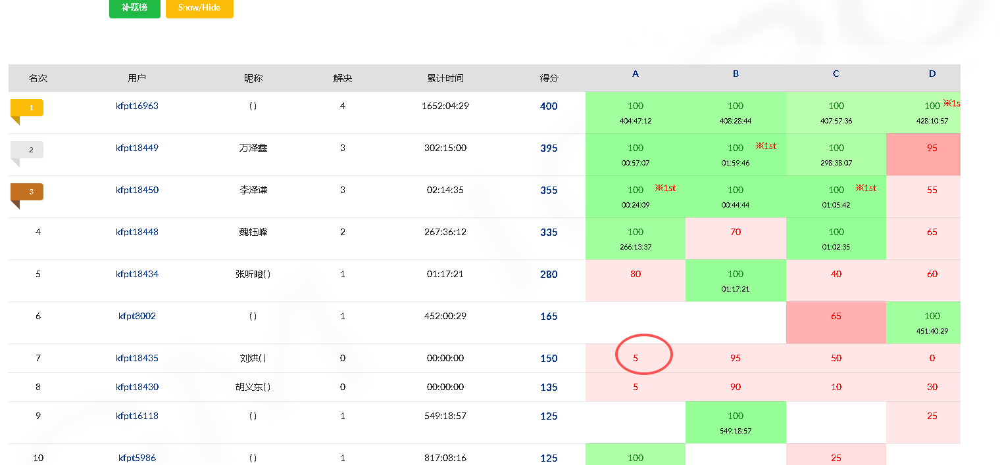 补题榜 Show/Hide
名次 用户 昵称 解决 累计时间 得分 A B C D
1 kfpt16963 () 4 1652:04:29 400 100 100 100 100 ※1s
404:47:12 408:28:44 407:57:36 428:10:57
2 kfpt18449 万泽鑫 3 302:15:00 395 100 100 ※1st 100 95
00:57:07 01:59:46 298:38:07
3 kfpt18450 李泽谦 3 02:14:35 355 100 ※1st 100 100 ※1st 55
00:24:09 00:44:44 01:05:42
4 kfpt18448 魏钰峰 2 267:36:12 335 100 70 100 65
266:13:37 01:02:35
5 kfpt18434 张听畯() 1 01:17:21 280 80 100 40 60
01:17:21
6 kfpt8002 () 1 452:00:29 165 65 100
451:40:29
7 kfpt18435 刘烘() 0 00:00:00 150 5 95 50 0
8 kfpt18430 胡义东() 0 00:00:00 135 5 90 10 30
9 kfpt16118 () 1 549:18:57 125 100 25
549:18:57
10 kfpt5986 () 1 817:08:16 125 100 25